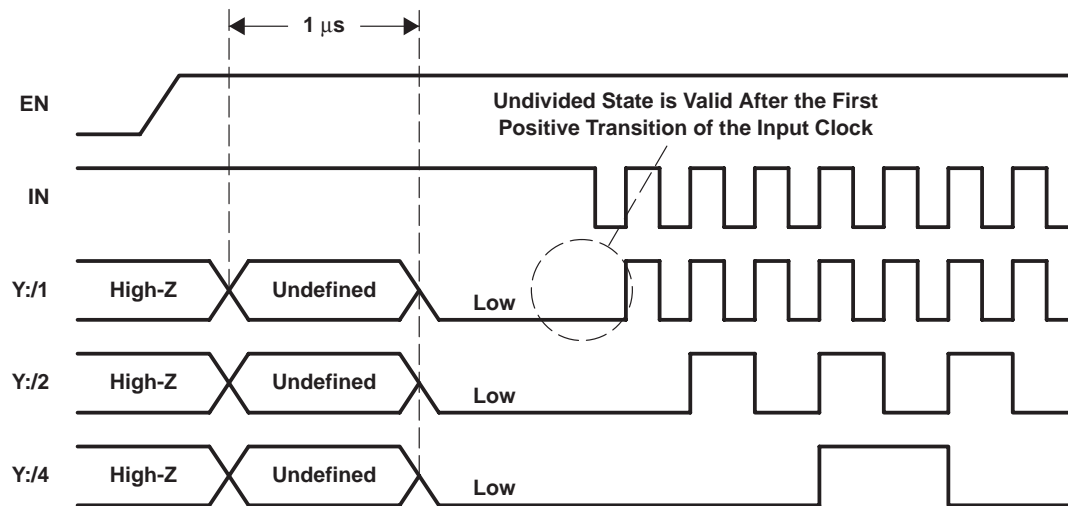 1 μs
EN
Undivided State is Valid After the First
Positive Transition of the Input Clock
IN
Y:/1
High-Z
Undefined
Low
Y:/2
High-Z
Undefined
Low
Y:/4
High-Z
Undefined
Low